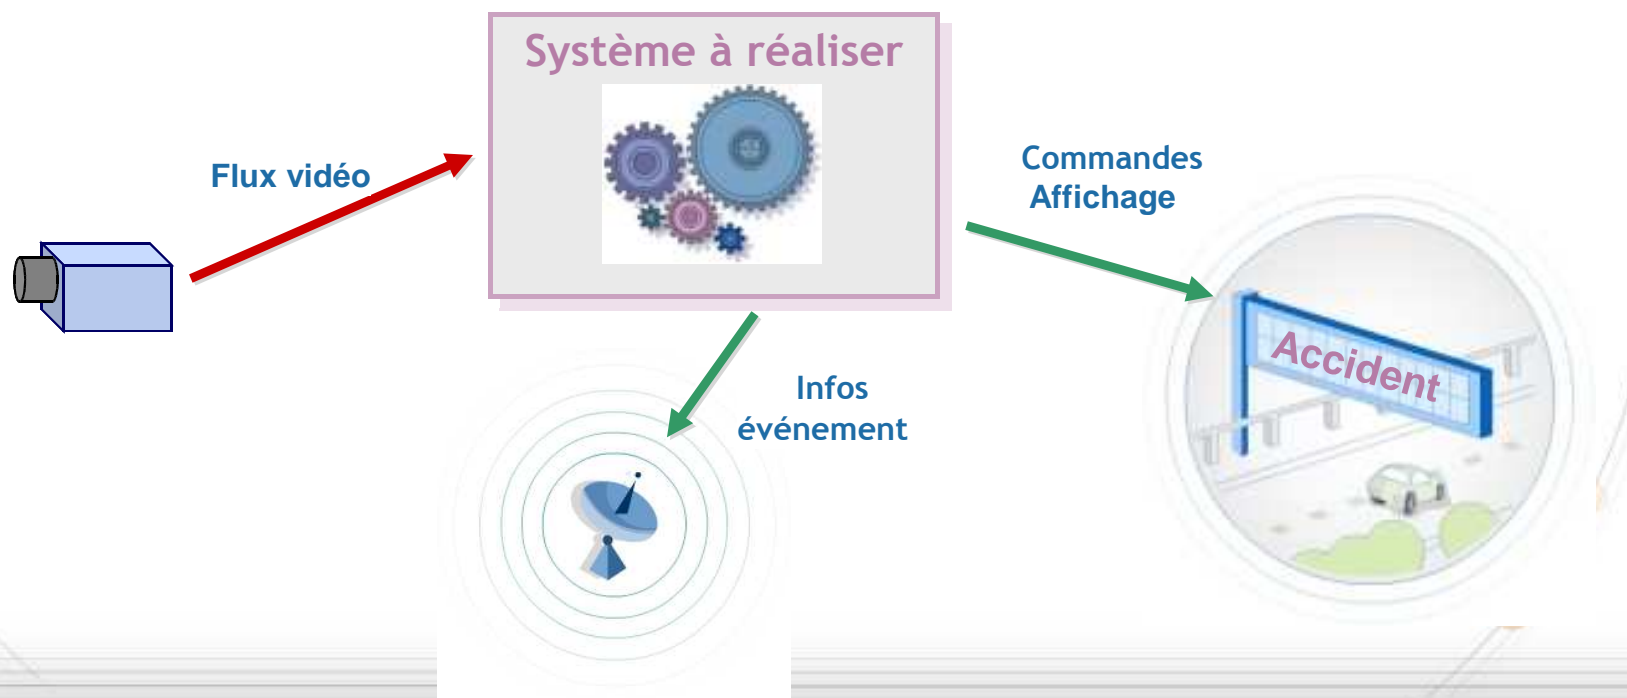 Système à réaliser
Flux vidéo
Commandes
Affichage
Accident
Infos
événement